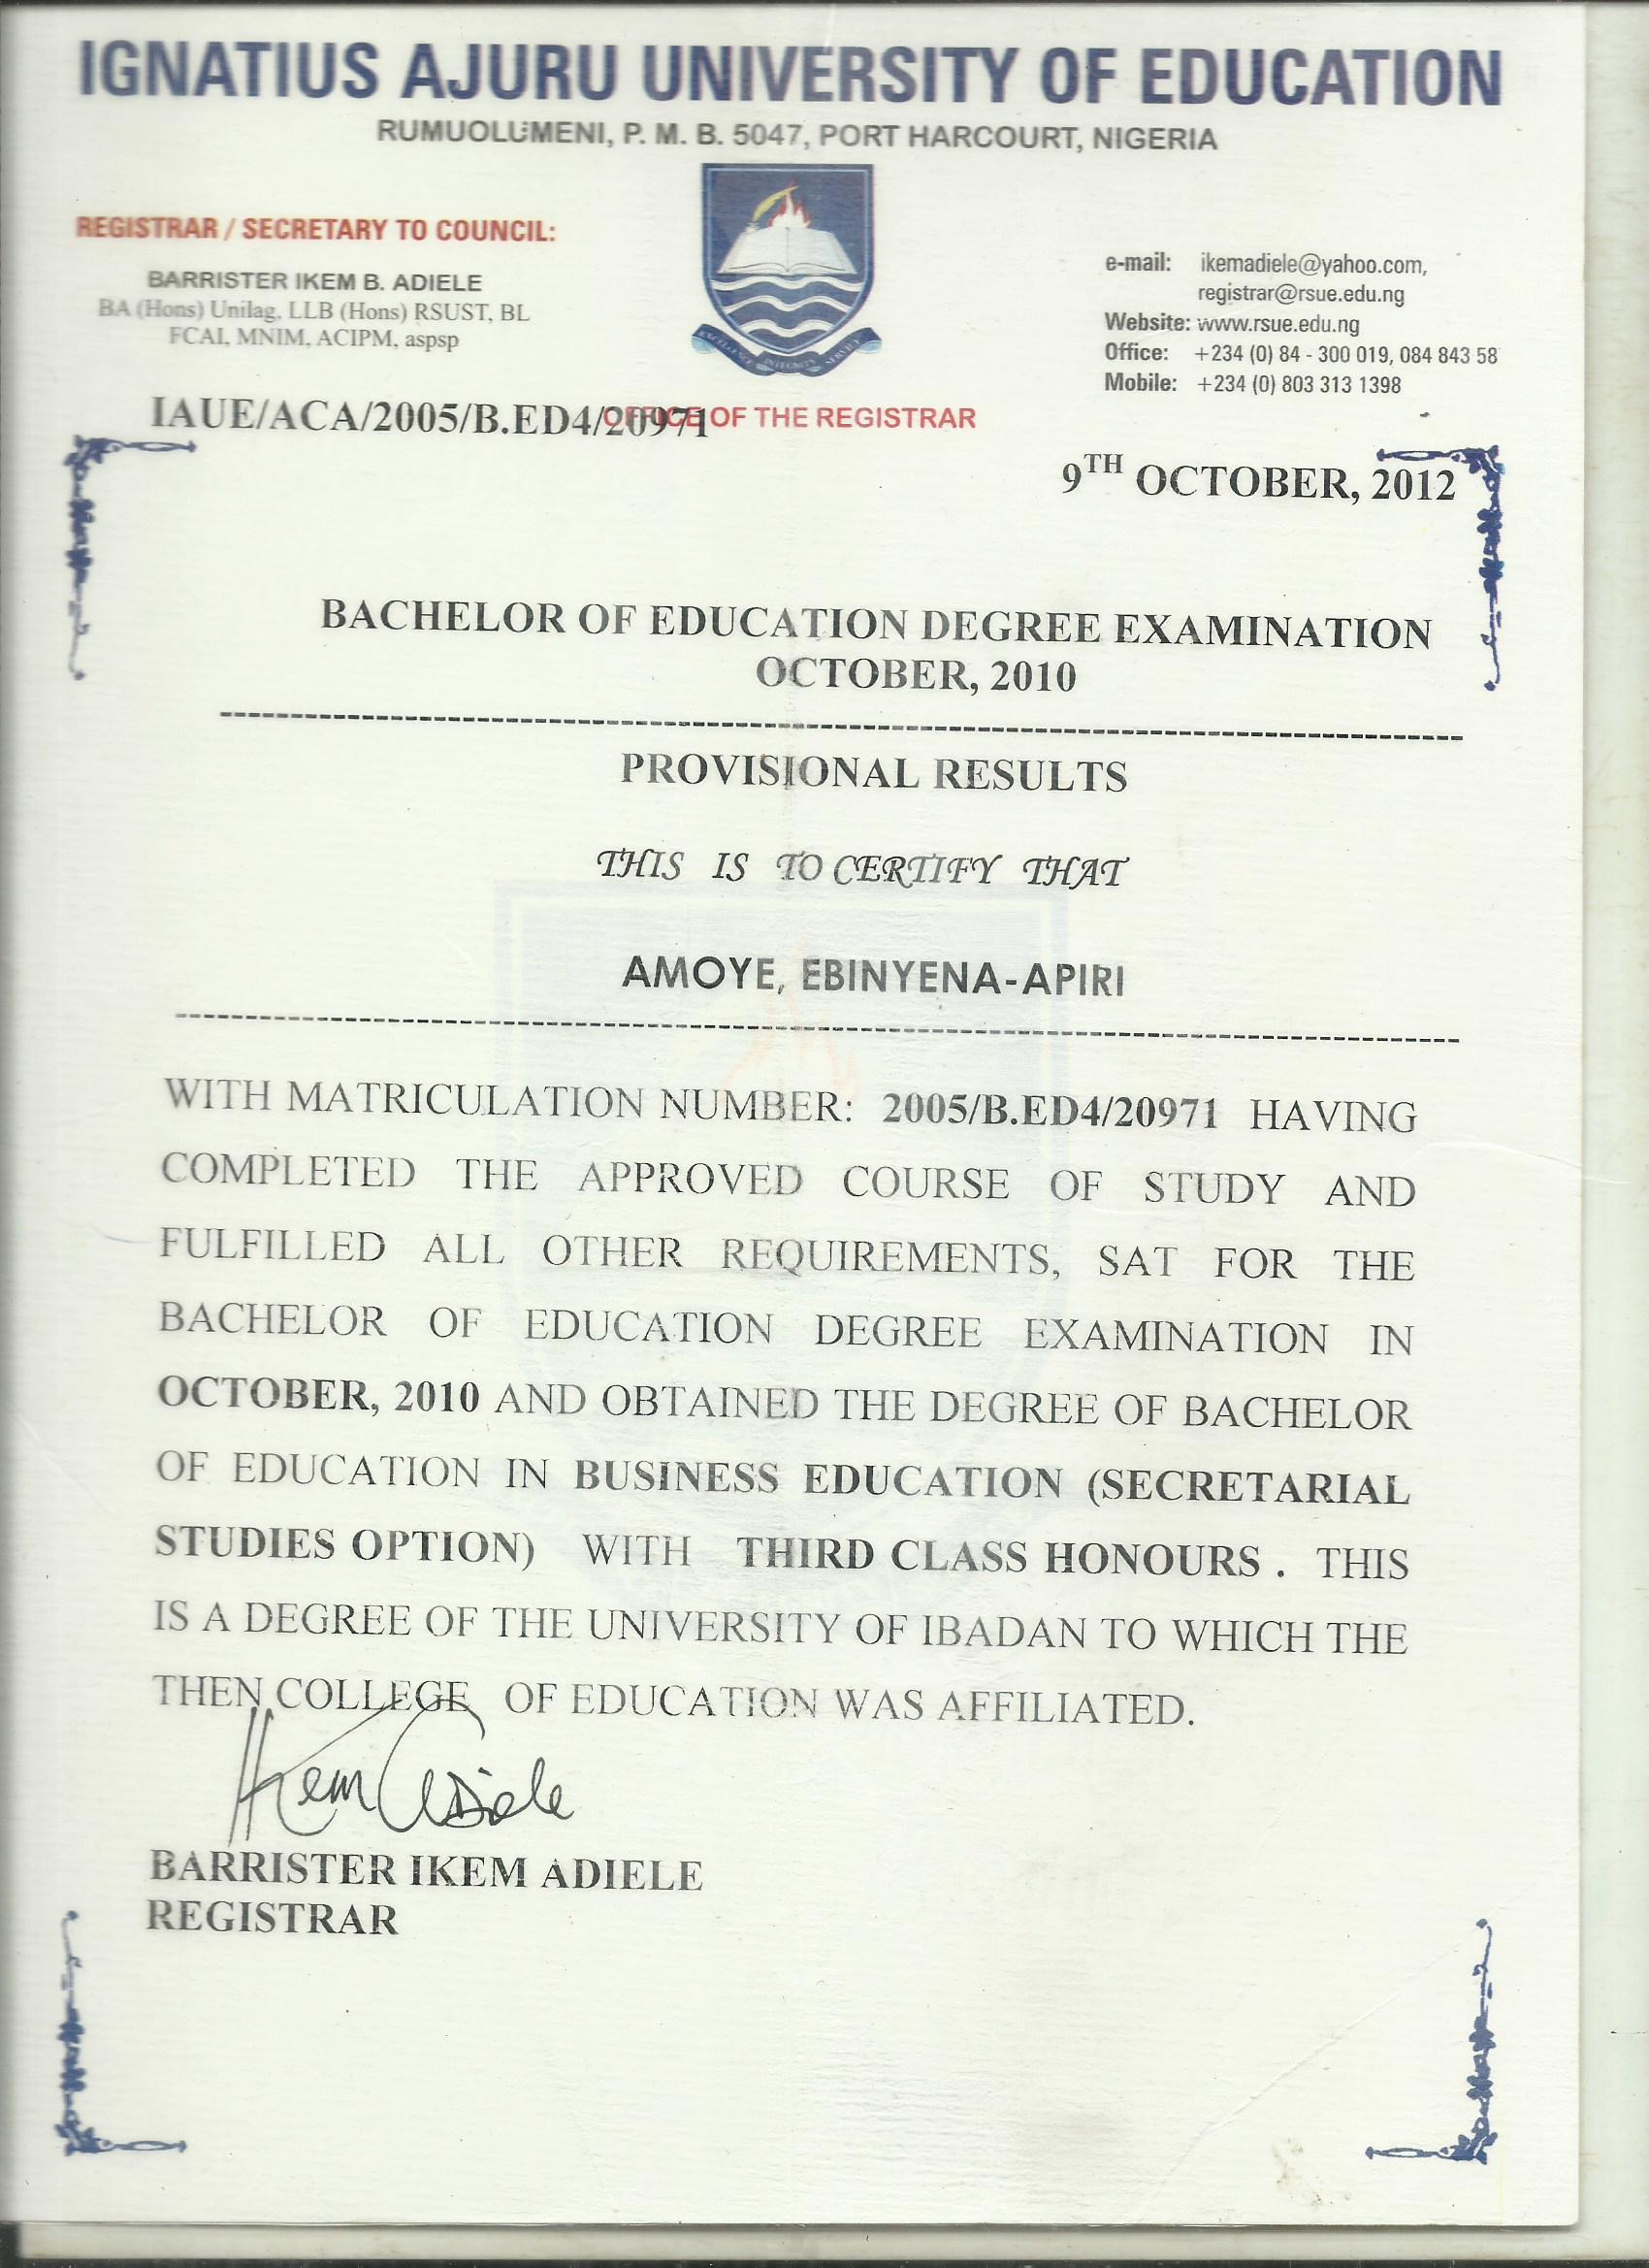 IGNATIUS AJURU UNIVERSITY OF EDUCATION
RUMUOLUMENI, P. M. B. 5047, PORT HARCOURT, NIGERIA
REGISTRAR / SECRETARY TO COUNCIL:
BARRISTER IKEM B. ADIELE
BA (Hons) Unilag, LLB (Hons) RSUST, BL
FCAI, MNIM, ACIPM, aspsp
EXCELLENCE INTEGRITY SERVICE
e-mail: ikemadiele@yahoo.com,
registrar@rsue.edu.ng
Website: www.rsue.edu.ng
Office: +234 (0) 84 - 300 019, 084 843 58
Mobile: +234 (0) 803 313 1398
IAUE/ACA/2005/B.ED4/20971
OFFICE OF THE REGISTRAR
9TH OCTOBER, 2012
BACHELOR OF EDUCATION DEGREE EXAMINATION
OCTOBER, 2010
PROVISIONAL RESULTS
THIS IS TO CERTIFY THAT
AMOYE, EBINYENA-APIRI
WITH MATRICULATION NUMBER: 2005/B.ED4/20971 HAVING
COMPLETED THE APPROVED COURSE OF STUDY AND
FULFILLED ALL OTHER REQUIREMENTS, SAT FOR THE
BACHELOR OF EDUCATION DEGREE EXAMINATION IN
OCTOBER, 2010 AND OBTAINED THE DEGREE OF BACHELOR
OF EDUCATION IN BUSINESS EDUCATION (SECRETARIAL
STUDIES OPTION) WITH THIRD CLASS HONOURS . THIS
IS A DEGREE OF THE UNIVERSITY OF IBADAN TO WHICH THE
THEN COLLEGE OF EDUCATION WAS AFFILIATED.
Ikem Adiele
BARRISTER IKEM ADIELE
REGISTRAR